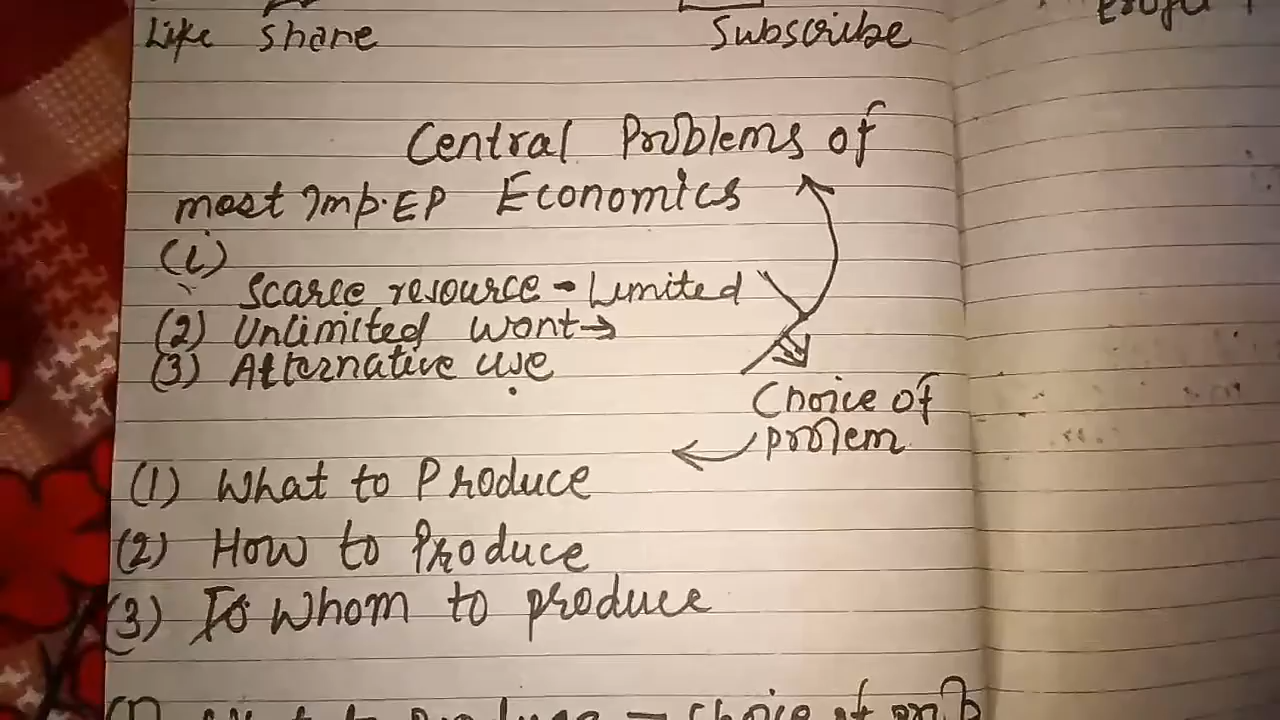 Like share Subscribe
Central Problems of
most Imp. EP Economics
(i)
Scarce resource - Limited
(2) Unlimited Wont →
(3) Alternative use
Choice of
problem
(1) What to Produce
(2) How to Produce
(3) To Whom to produce